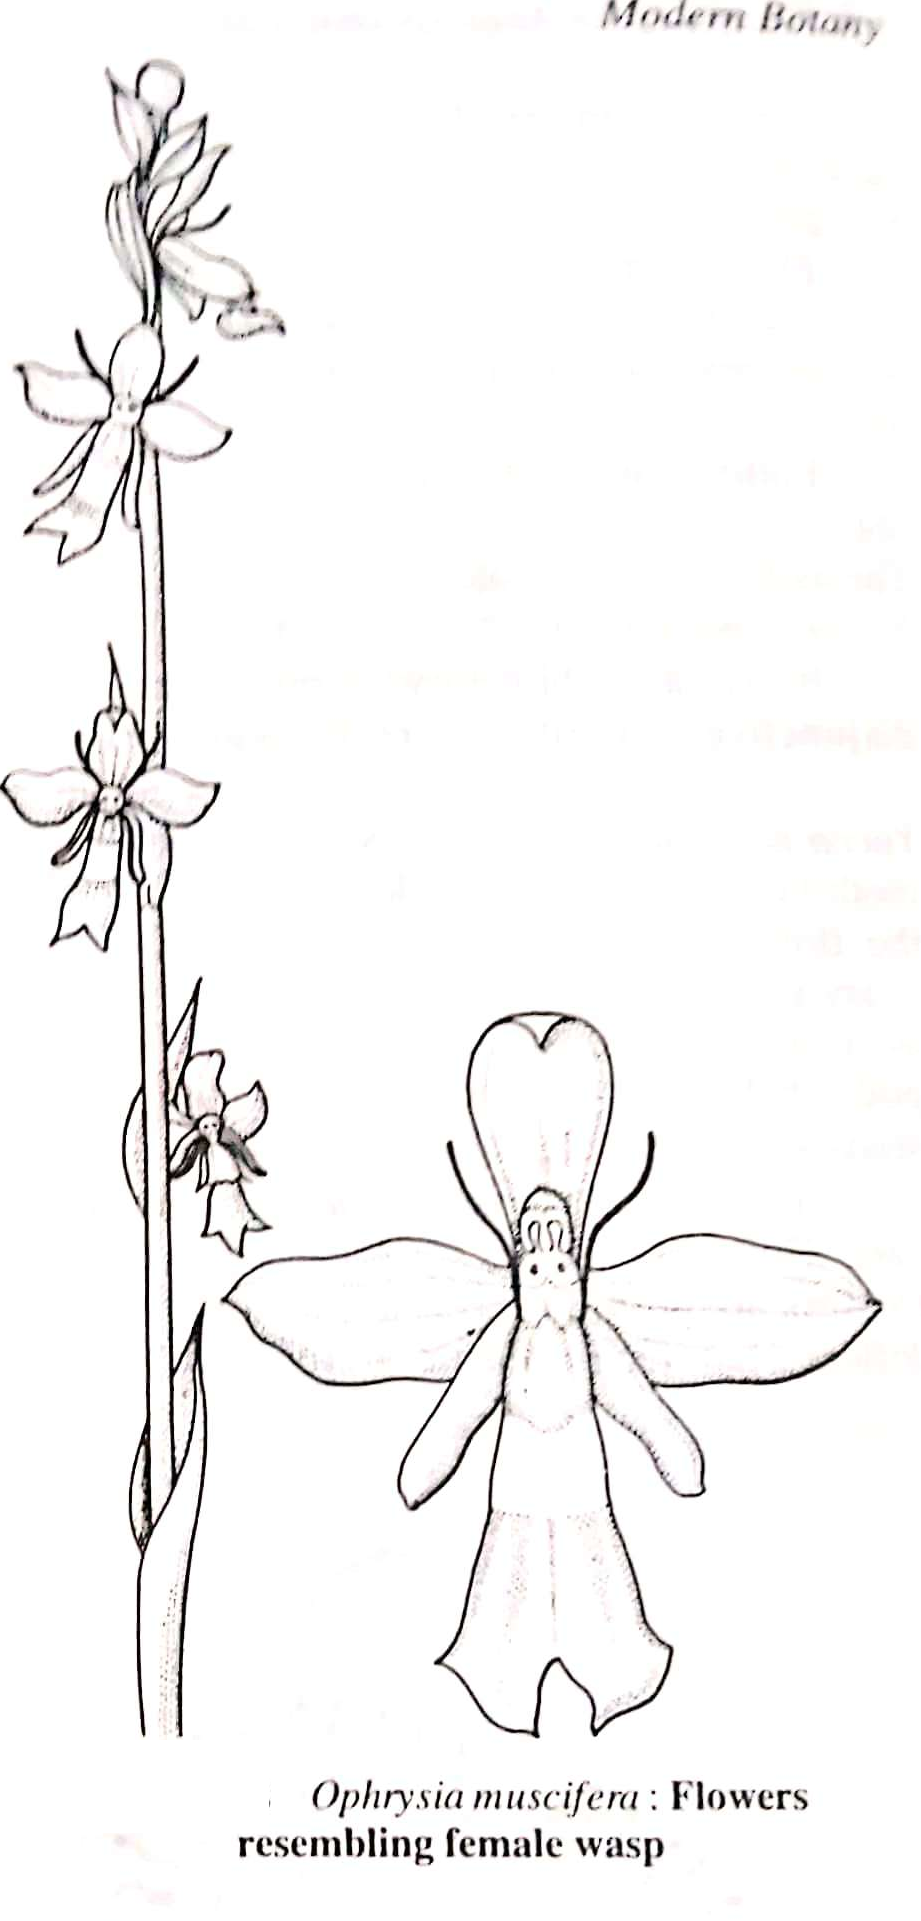 Modern Botany
Ophrysia muscifera : Flowers
resembling female wasp